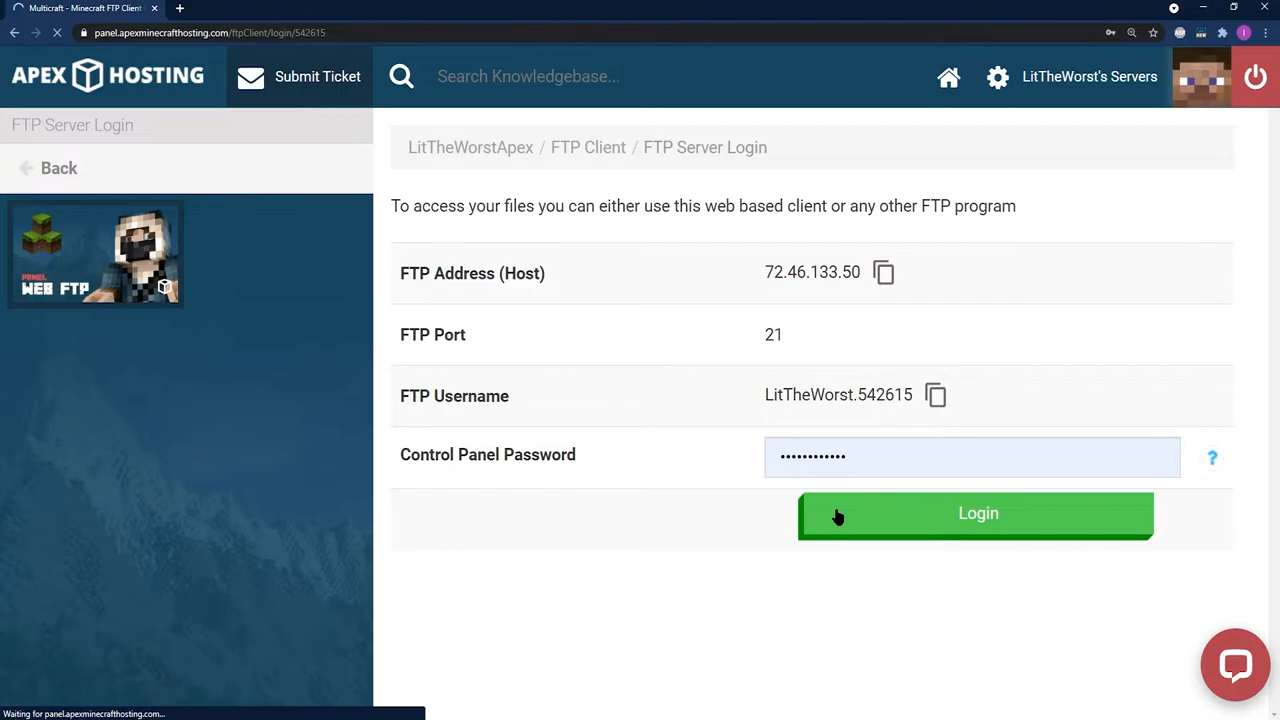 Multicraft - Minecraft FTP Client
panel.apexminecrafthosting.com/ftpClient/login/542615
APEX HOSTING
Submit Ticket
Search Knowledgebase...
LitTheWorst's Servers
FTP Server Login
Back
PANEL
WEB FTP
LitTheWorstApex / FTP Client / FTP Server Login
To access your files you can either use this web based client or any other FTP program
FTP Address (Host)
72.46.133.50
FTP Port
21
FTP Username
LitTheWorst.542615
Control Panel Password
••••••••••••
?
Login
Waiting for panel.apexminecrafthosting.com...